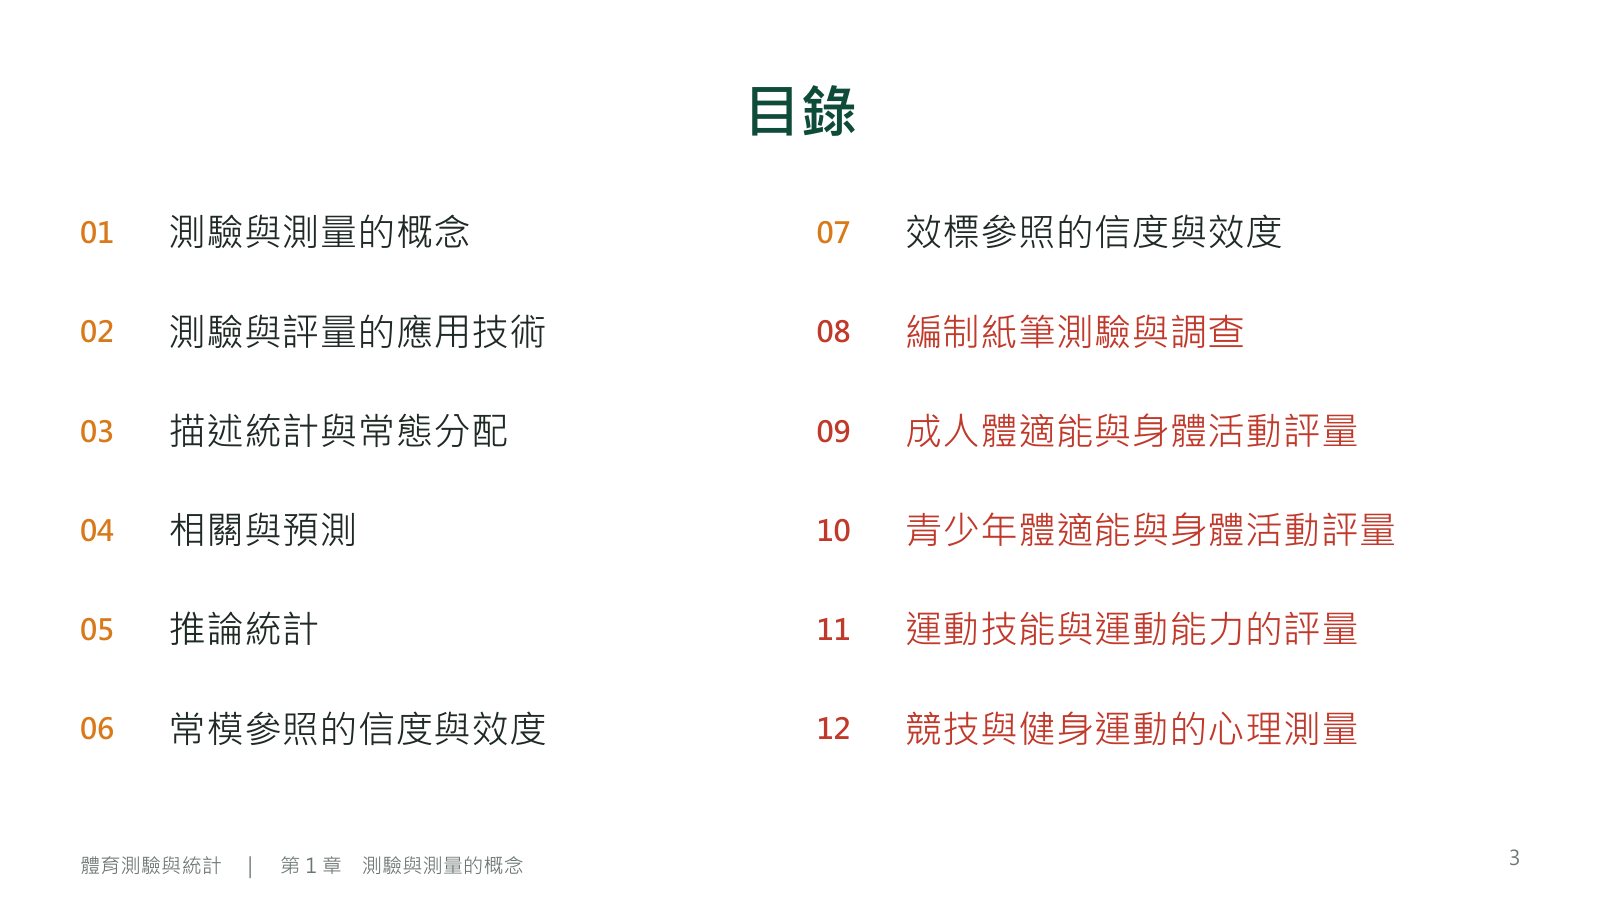 目錄
01 測驗與測量的概念
02 測驗與評量的應用技術
03 描述統計與常態分配
04 相關與預測
05 推論統計
06 常模參照的信度與效度
07 效標參照的信度與效度
08 編制紙筆測驗與調查
09 成人體適能與身體活動評量
10 青少年體適能與身體活動評量
11 運動技能與運動能力的評量
12 競技與健身運動的心理測量
體育測驗與統計 | 第 1 章 測驗與測量的概念
3